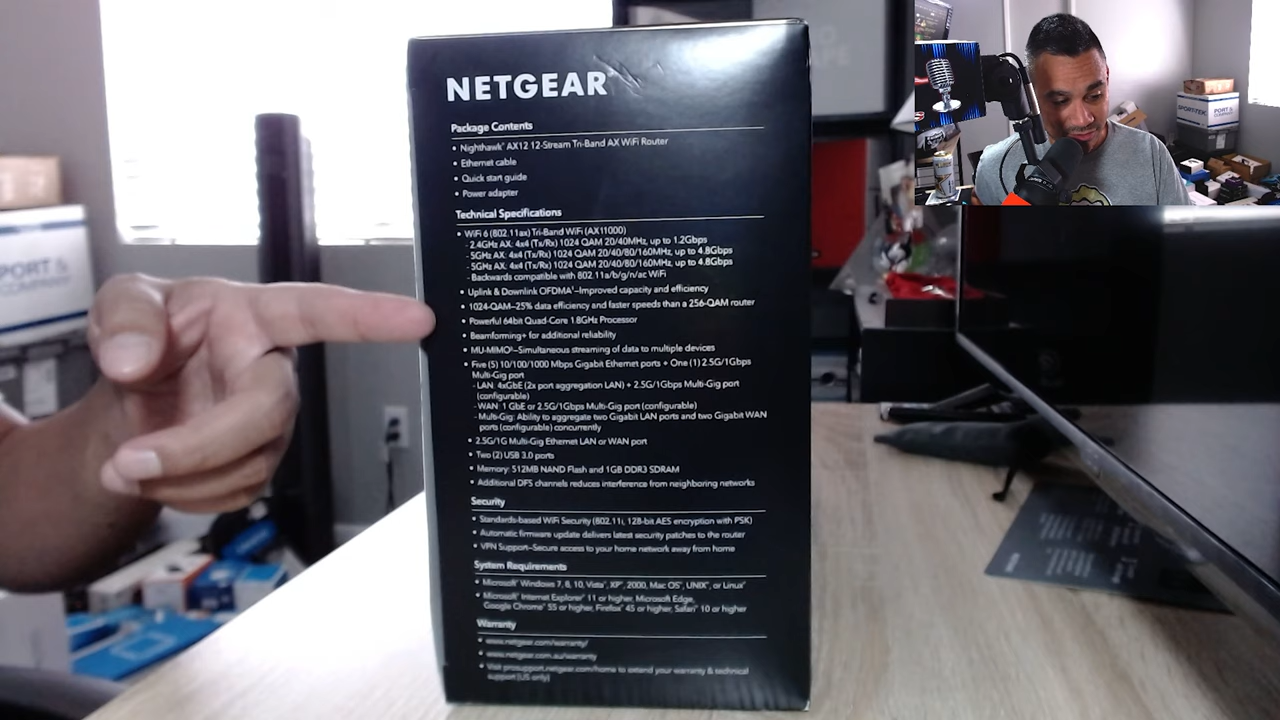 NETGEAR
Package Contents
• Nighthawk® AX12 12-Stream Tri-Band AX WiFi Router
• Ethernet cable
• Quick start guide
• Power adapter
Technical Specifications
• WiFi 6 (802.11ax) Tri-Band WiFi (AX11000)
- 2.4GHz AX: 4x4 (Tx/Rx) 1024 QAM 20/40MHz, up to 1.2Gbps
- 5GHz AX: 4x4 (Tx/Rx) 1024 QAM 20/40/80/160MHz, up to 4.8Gbps
- 5GHz AX: 4x4 (Tx/Rx) 1024 QAM 20/40/80/160MHz, up to 4.8Gbps
- Backwards compatible with 802.11a/b/g/n/ac WiFi
• Uplink & Downlink OFDMA¹–Improved capacity and efficiency
• 1024-QAM–25% data efficiency and faster speeds than a 256-QAM router
• Powerful 64bit Quad-Core 1.8GHz Processor
• Beamforming+ for additional reliability
• MU-MIMO²–Simultaneous streaming of data to multiple devices
• Five (5) 10/100/1000 Mbps Gigabit Ethernet ports + One (1) 2.5G/1Gbps
Multi-Gig port
- LAN: 4xGbE (2x port aggregation LAN) + 2.5G/1Gbps Multi-Gig port
(configurable)
- WAN: 1 GbE or 2.5G/1Gbps Multi-Gig port (configurable)
- Multi-Gig: Ability to aggregate two Gigabit LAN ports and two Gigabit WAN
ports (configurable) concurrently
• 2.5G/1G Multi-Gig Ethernet LAN or WAN port
• Two (2) USB 3.0 ports
• Memory: 512MB NAND Flash and 1GB DDR3 SDRAM
• Additional DFS channels reduces interference from neighboring networks
Security
• Standards-based WiFi Security (802.11i, 128-bit AES encryption with PSK)
• Automatic firmware update delivers latest security patches to the router
• VPN Support–Secure access to your home network away from home
System Requirements
• Microsoft® Windows 7, 8, 10, Vista®, XP®, 2000, Mac OS®, UNIX®, or Linux®
• Microsoft® Internet Explorer® 11 or higher, Microsoft Edge,
Google Chrome® 55 or higher, Firefox® 45 or higher, Safari® 10 or higher
Warranty
• www.netgear.com/warranty/
• www.netgear.com.au/warranty
• Visit prosupport.netgear.com/home to extend your warranty & technical
support (US only)
PORT &
COMPANY
SPORT-TEK
PORT &